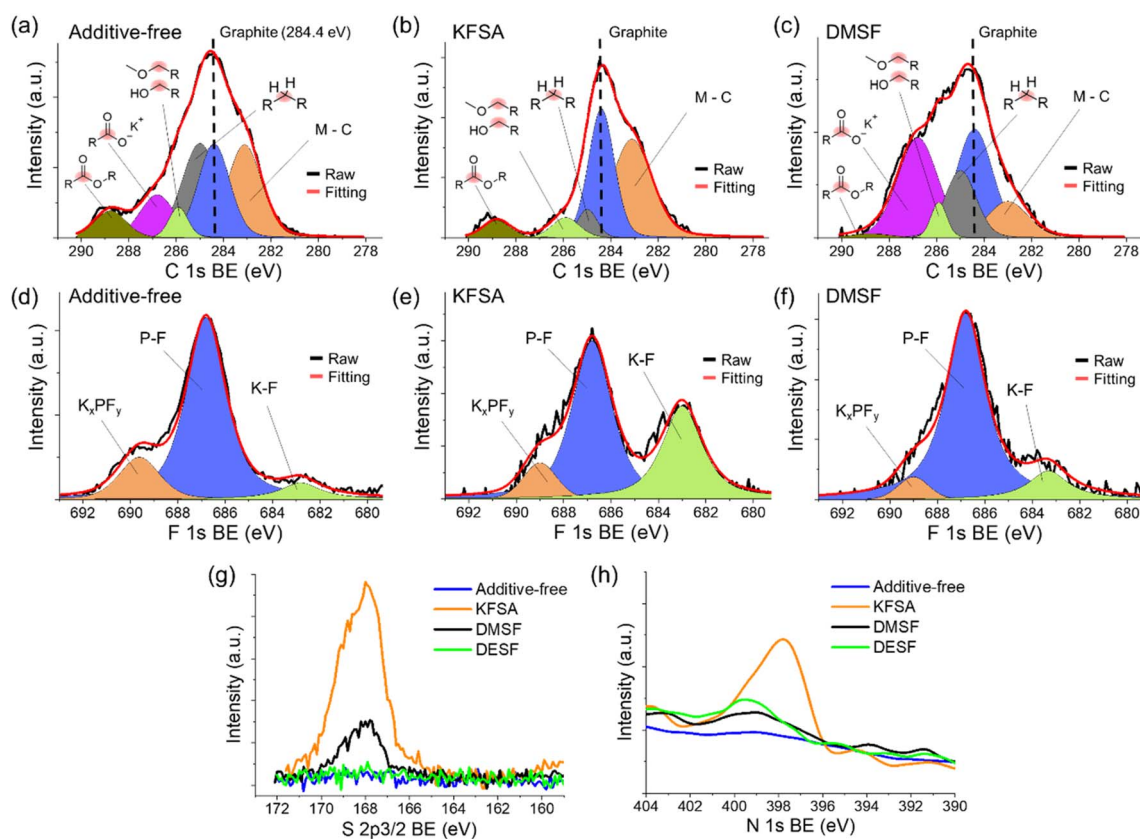 (a) Additive-free
Graphite (284.4 eV)
Intensity (a.u.)
O
R
HO
R
O
R
O
−K+
O
R
O
R
H H
R
R
M - C
Raw
Fitting
290 288 286 284 282 280 278
C 1s BE (eV)
(b) KFSA
Graphite
Intensity (a.u.)
O
R
HO
R
O
R
O
R
H
H
R
R
M - C
Raw
Fitting
290 288 286 284 282 280 278
C 1s BE (eV)
(c) DMSF
Graphite
Intensity (a.u.)
O
R
HO
R
O
R
O
−K+
O
R
O
R
H H
R
R
M - C
Raw
Fitting
290 288 286 284 282 280 278
C 1s BE (eV)
(d) Additive-free
Intensity (a.u.)
P-F
KxPFy
K-F
Raw
Fitting
692 690 688 686 684 682 680
F 1s BE (eV)
(e) KFSA
Intensity (a.u.)
P-F
KxPFy
K-F
Raw
Fitting
692 690 688 686 684 682 680
F 1s BE (eV)
(f) DMSF
Intensity (a.u.)
P-F
KxPFy
K-F
Raw
Fitting
692 690 688 686 684 682 680
F 1s BE (eV)
(g)
Intensity (a.u.)
Additive-free
KFSA
DMSF
DESF
172 170 168 166 164 162 160
S 2p3/2 BE (eV)
(h)
Intensity (a.u.)
Additive-free
KFSA
DMSF
DESF
404 402 400 398 396 394 392 390
N 1s BE (eV)